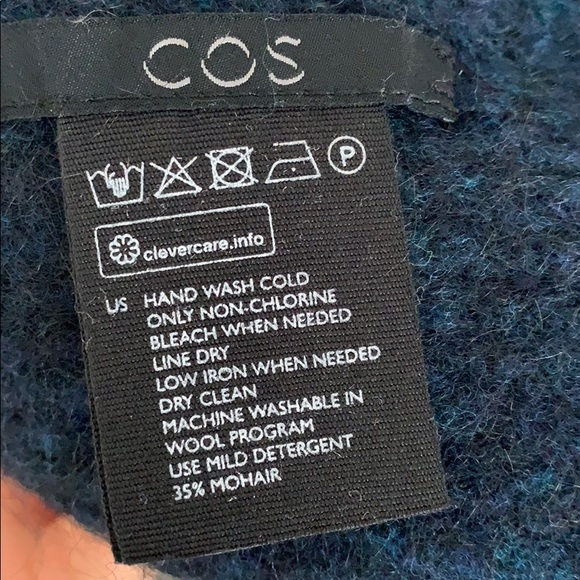 COS
P
clevercare.info
US HAND WASH COLD
ONLY NON-CHLORINE
BLEACH WHEN NEEDED
LINE DRY
LOW IRON WHEN NEEDED
DRY CLEAN
MACHINE WASHABLE IN
WOOL PROGRAM
USE MILD DETERGENT
35% MOHAIR